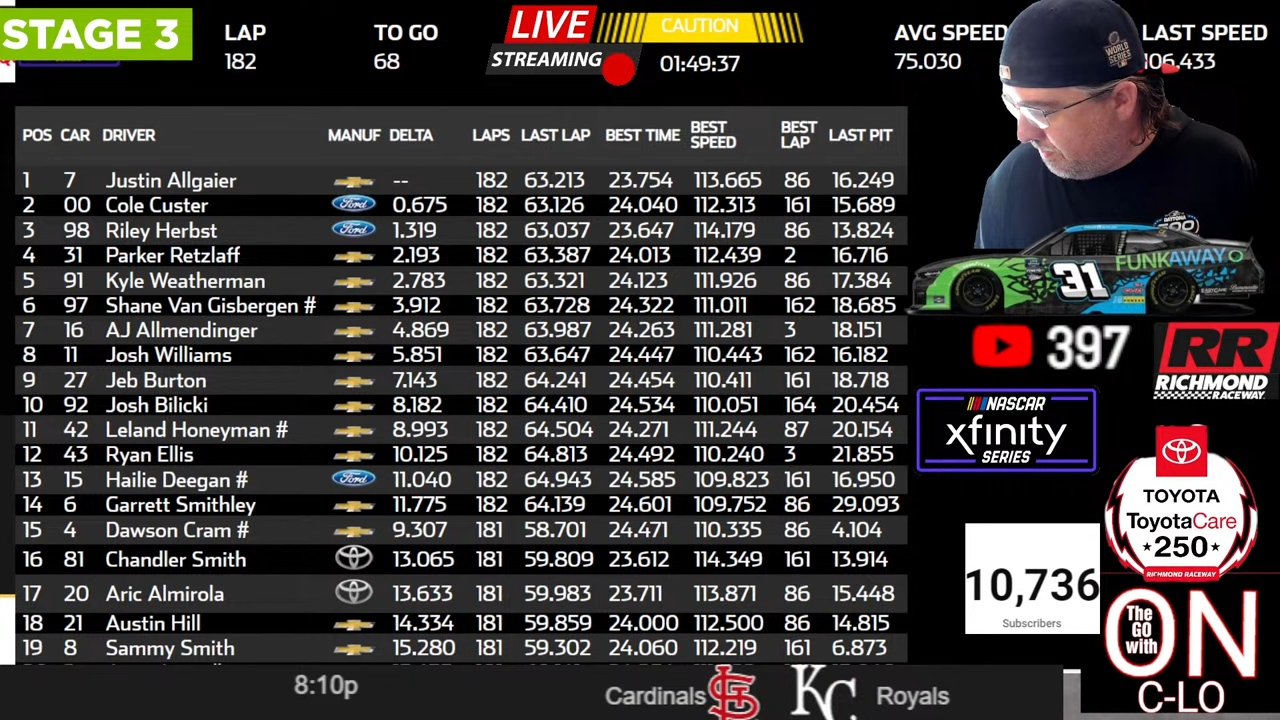 STAGE 3
LAP
182
TO GO
68
LIVE
STREAMING
CAUTION
01:49:37
AVG SPEED
75.030
LAST SPEED
106.433
WORLD SERIES
POS CAR DRIVER MANUF DELTA LAPS LAST LAP BEST TIME BEST SPEED BEST LAP LAST PIT
1 7 Justin Allgaier -- 182 63.213 23.754 113.665 86 16.249
2 00 Cole Custer Ford 0.675 182 63.126 24.040 112.313 161 15.689
3 98 Riley Herbst Ford 1.319 182 63.037 23.647 114.179 86 13.824
4 31 Parker Retzlaff 2.193 182 63.387 24.013 112.439 2 16.716
5 91 Kyle Weatherman 2.783 182 63.321 24.123 111.926 86 17.384
6 97 Shane Van Gisbergen # 3.912 182 63.728 24.322 111.011 162 18.685
7 16 AJ Allmendinger 4.869 182 63.987 24.263 111.281 3 18.151
8 11 Josh Williams 5.851 182 63.647 24.447 110.443 162 16.182
9 27 Jeb Burton 7.143 182 64.241 24.454 110.411 161 18.718
10 92 Josh Bilicki 8.182 182 64.410 24.534 110.051 164 20.454
11 42 Leland Honeyman # 8.993 182 64.504 24.271 111.244 87 20.154
12 43 Ryan Ellis 10.125 182 64.813 24.492 110.240 3 21.855
13 15 Hailie Deegan # Ford 11.040 182 64.943 24.585 109.823 161 16.950
14 6 Garrett Smithley 11.775 182 64.139 24.601 109.752 86 29.093
15 4 Dawson Cram # 9.307 181 58.701 24.471 110.335 86 4.104
16 81 Chandler Smith 13.065 181 59.809 23.612 114.349 161 13.914
17 20 Aric Almirola 13.633 181 59.983 23.711 113.871 86 15.448
18 21 Austin Hill 14.334 181 59.859 24.000 112.500 86 14.815
19 8 Sammy Smith 15.280 181 59.302 24.060 112.219 161 6.873
DAYTONA
500
31
FUNKAWAY
397
RR
RICHMOND
RACEWAY
NASCAR
xfinity
SERIES
TOYOTA
ToyotaCare
250
RICHMOND RACEWAY
10,736
Subscribers
The
GO
with
ON
C-LO
8:10p
Cardinals
STL
KC
Royals